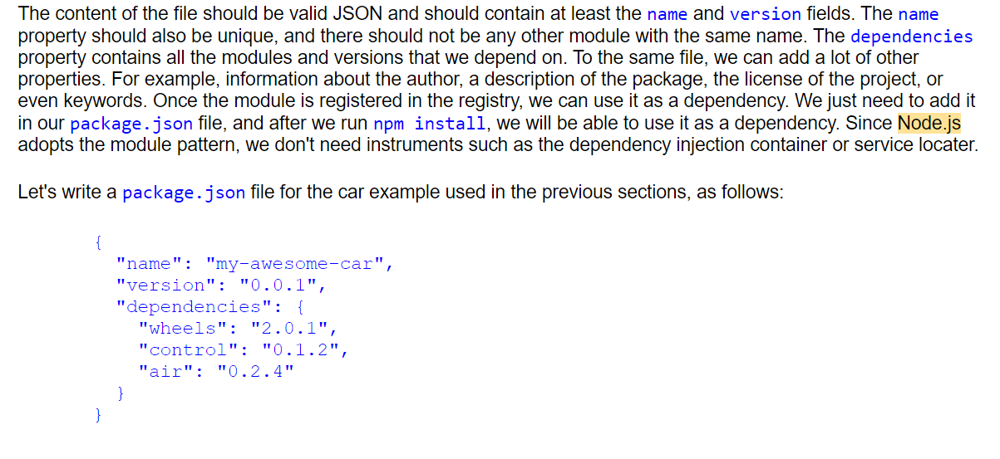 The content of the file should be valid JSON and should contain at least the name and version fields. The name
property should also be unique, and there should not be any other module with the same name. The dependencies
property contains all the modules and versions that we depend on. To the same file, we can add a lot of other
properties. For example, information about the author, a description of the package, the license of the project, or
even keywords. Once the module is registered in the registry, we can use it as a dependency. We just need to add it
in our package.json file, and after we run npm install, we will be able to use it as a dependency. Since Node.js
adopts the module pattern, we don't need instruments such as the dependency injection container or service locater.
Let's write a package.json file for the car example used in the previous sections, as follows:
{
"name": "my-awesome-car",
"version": "0.0.1",
"dependencies": {
"wheels": "2.0.1",
"control": "0.1.2",
"air": "0.2.4"
}
}